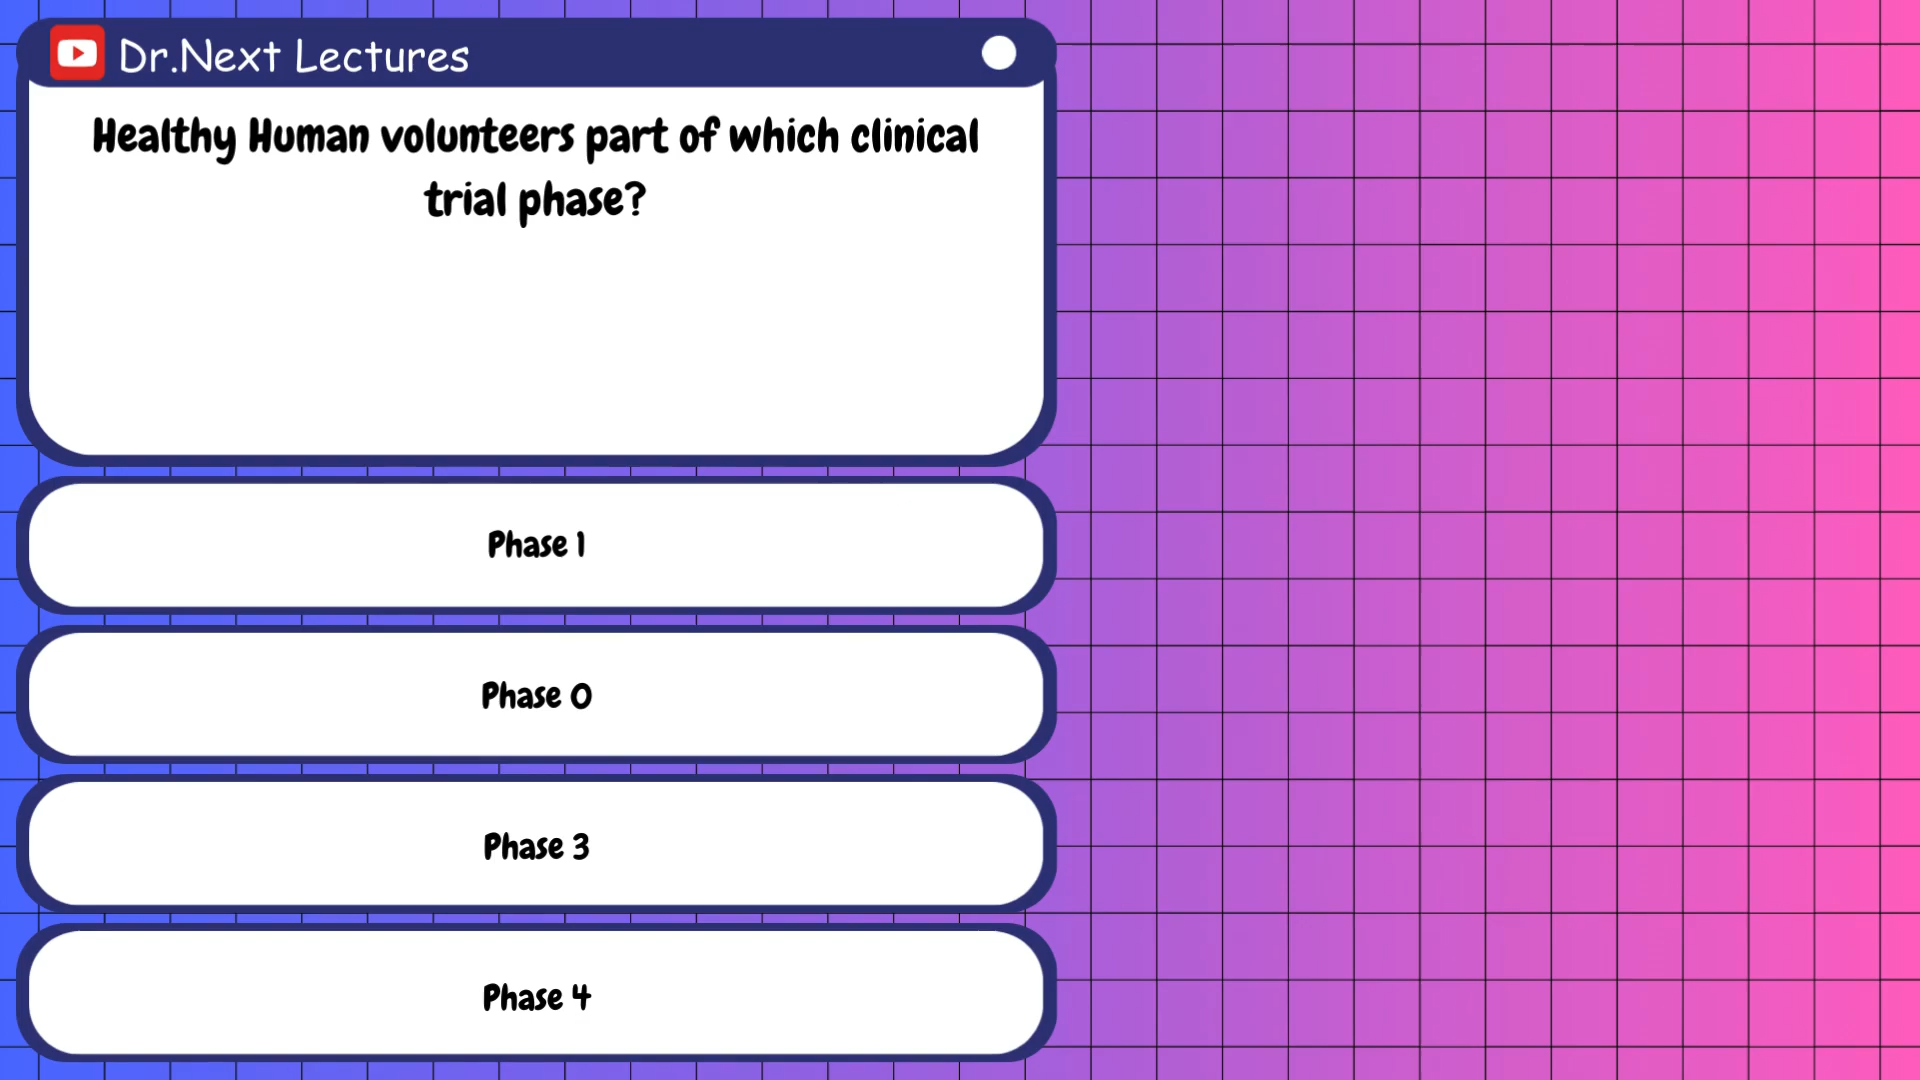 Dr.Next Lectures
Healthy Human volunteers part of which clinical
trial phase?
Phase 1
Phase 0
Phase 3
Phase 4